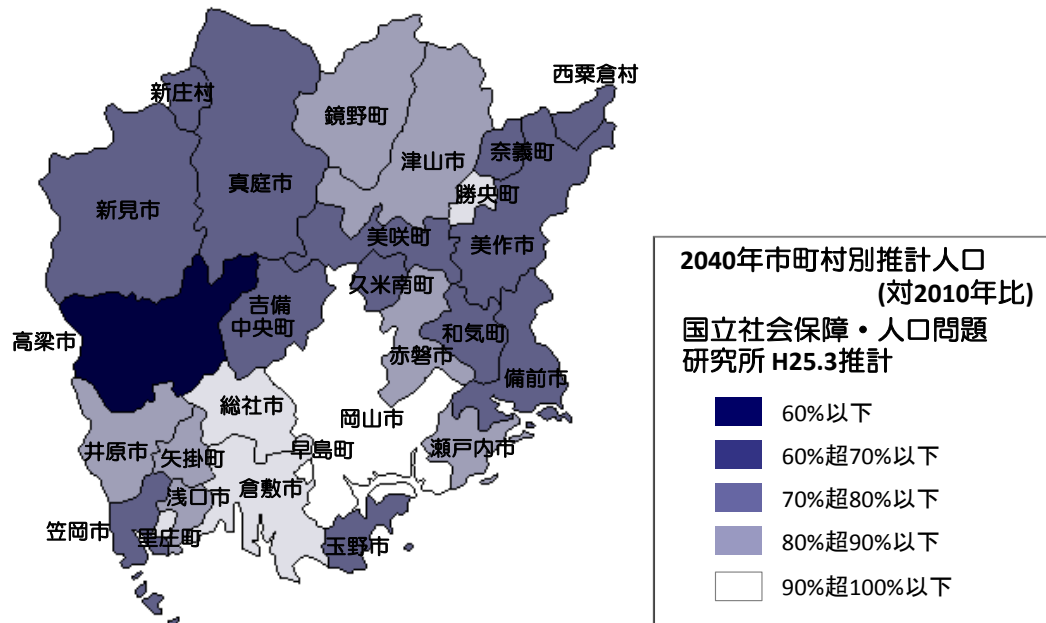 西粟倉村
新庄村
鏡野町
奈義町
津山市
真庭市
勝央町
新見市
美咲町
美作市
久米南町
吉備
中央町
高梁市
和気町
赤磐市
備前市
総社市
岡山市
井原市
矢掛町
早島町
瀬戸内市
浅口市
倉敷市
笠岡市
里庄町
玉野市
2040年市町村別推計人口
(対2010年比)
国立社会保障・人口問題
研究所 H25.3推計
60%以下
60%超70%以下
70%超80%以下
80%超90%以下
90%超100%以下